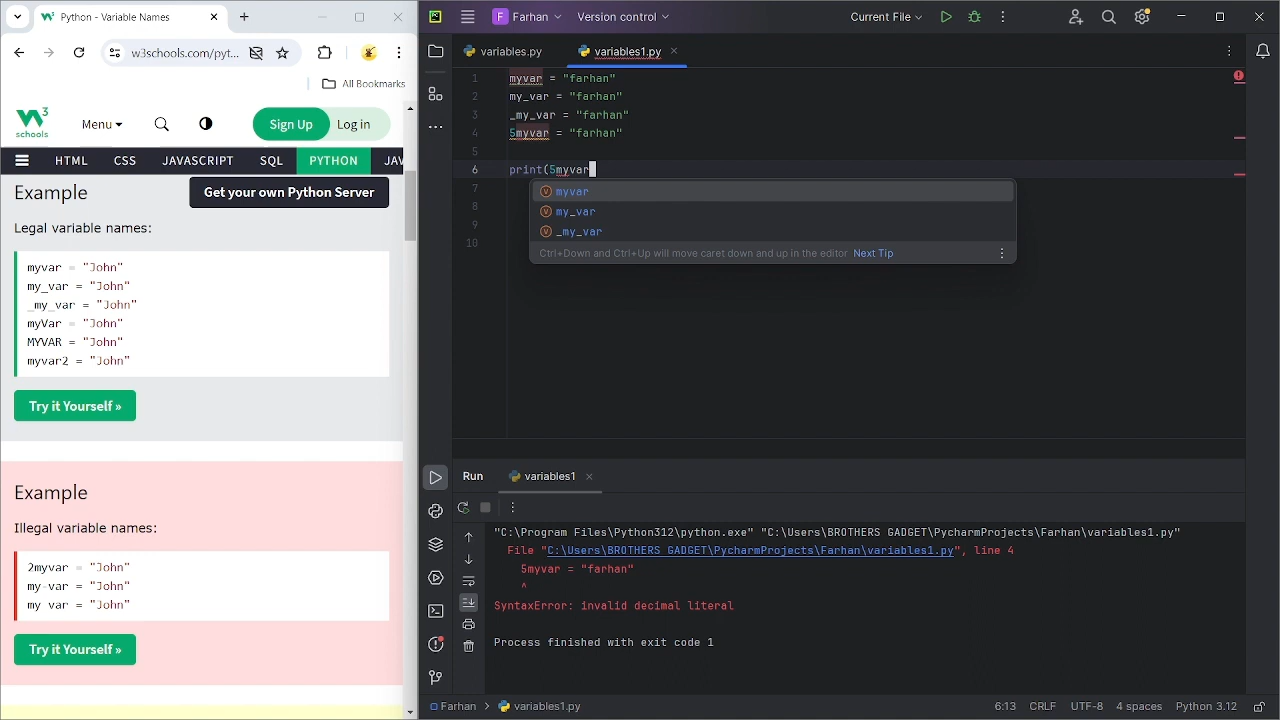 Python - Variable Names
w3schools.com/pyt...
All Bookmarks
schools
Menu
Sign Up
Log in
HTML CSS JAVASCRIPT SQL PYTHON JAV
Example
Get your own Python Server
Legal variable names:
myvar = "John"
my_var = "John"
_my_var = "John"
myVar = "John"
MYVAR = "John"
myvar2 = "John"
Try it Yourself »
Example
Illegal variable names:
2myvar = "John"
my-var = "John"
my var = "John"
Try it Yourself »
F Farhan Version control Current File
variables.py variables1.py
1 myvar = "farhan"
2 my_var = "farhan"
3 _my_var = "farhan"
4 5myvar = "farhan"
5
6 print(5myvar
7
8
9
10
V myvar
V my_var
V _my_var
Ctrl+Down and Ctrl+Up will move caret down and up in the editor Next Tip
Run variables1
"C:\Program Files\Python312\python.exe" "C:\Users\BROTHERS GADGET\PycharmProjects\Farhan\variables1.py"
File "C:\Users\BROTHERS GADGET\PycharmProjects\Farhan\variables1.py", line 4
5myvar = "farhan"
^
SyntaxError: invalid decimal literal
Process finished with exit code 1
Farhan > variables1.py 6:13 CRLF UTF-8 4 spaces Python 3.12